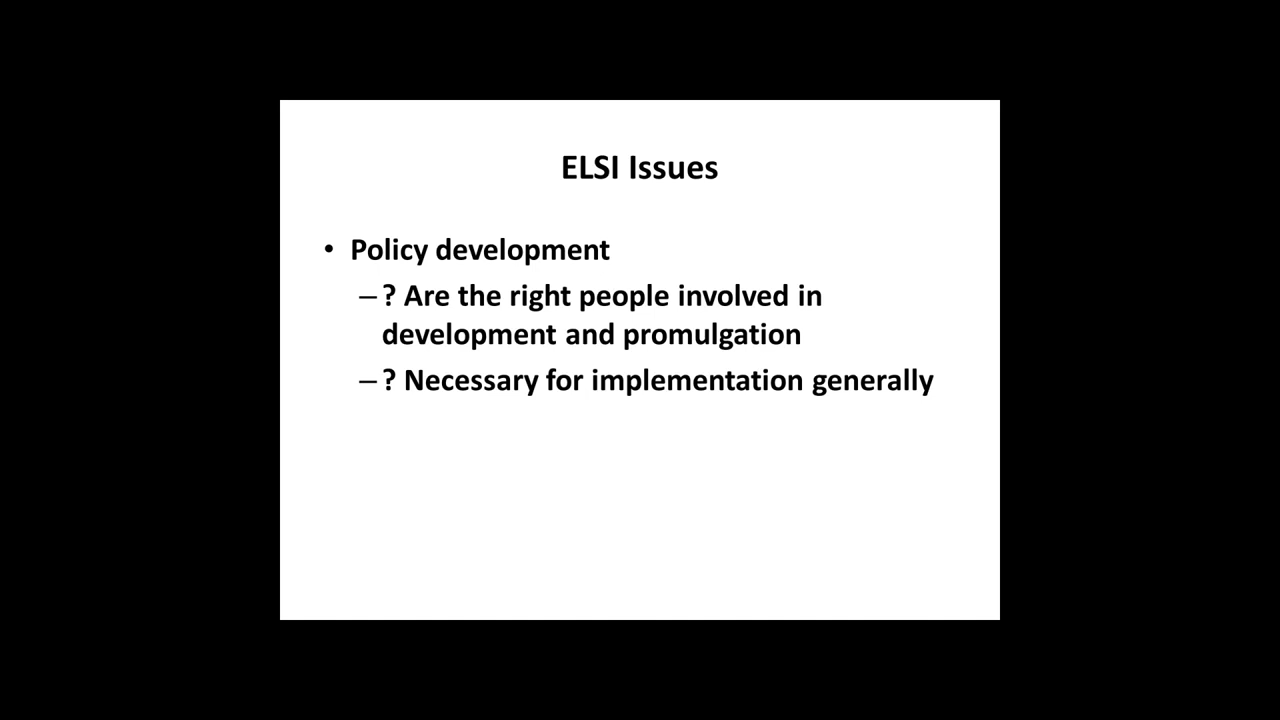 ELSI Issues
• Policy development
– ? Are the right people involved in
development and promulgation
– ? Necessary for implementation generally